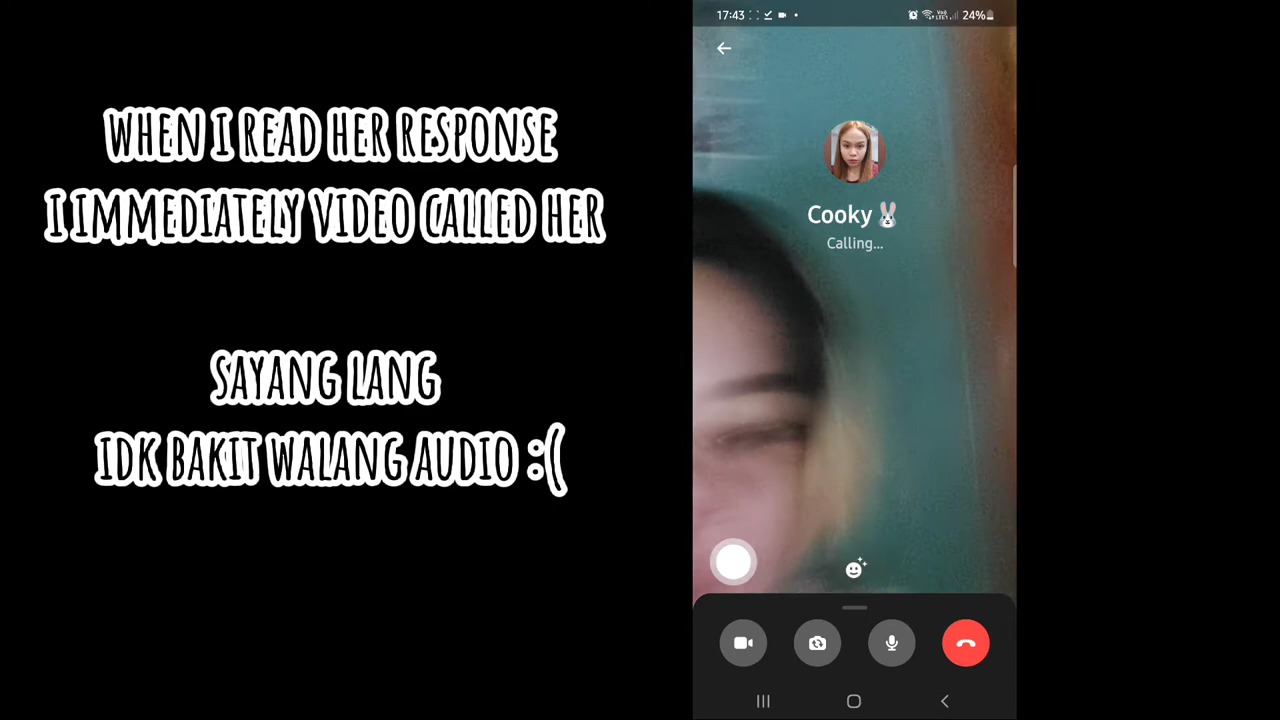 WHEN I READ HER RESPONSE
I IMMEDIATELY VIDEO CALLED HER
SAYANG LANG
IDK BAKIT WALANG AUDIO :(
17:43
24%
Cooky🐰
Calling...